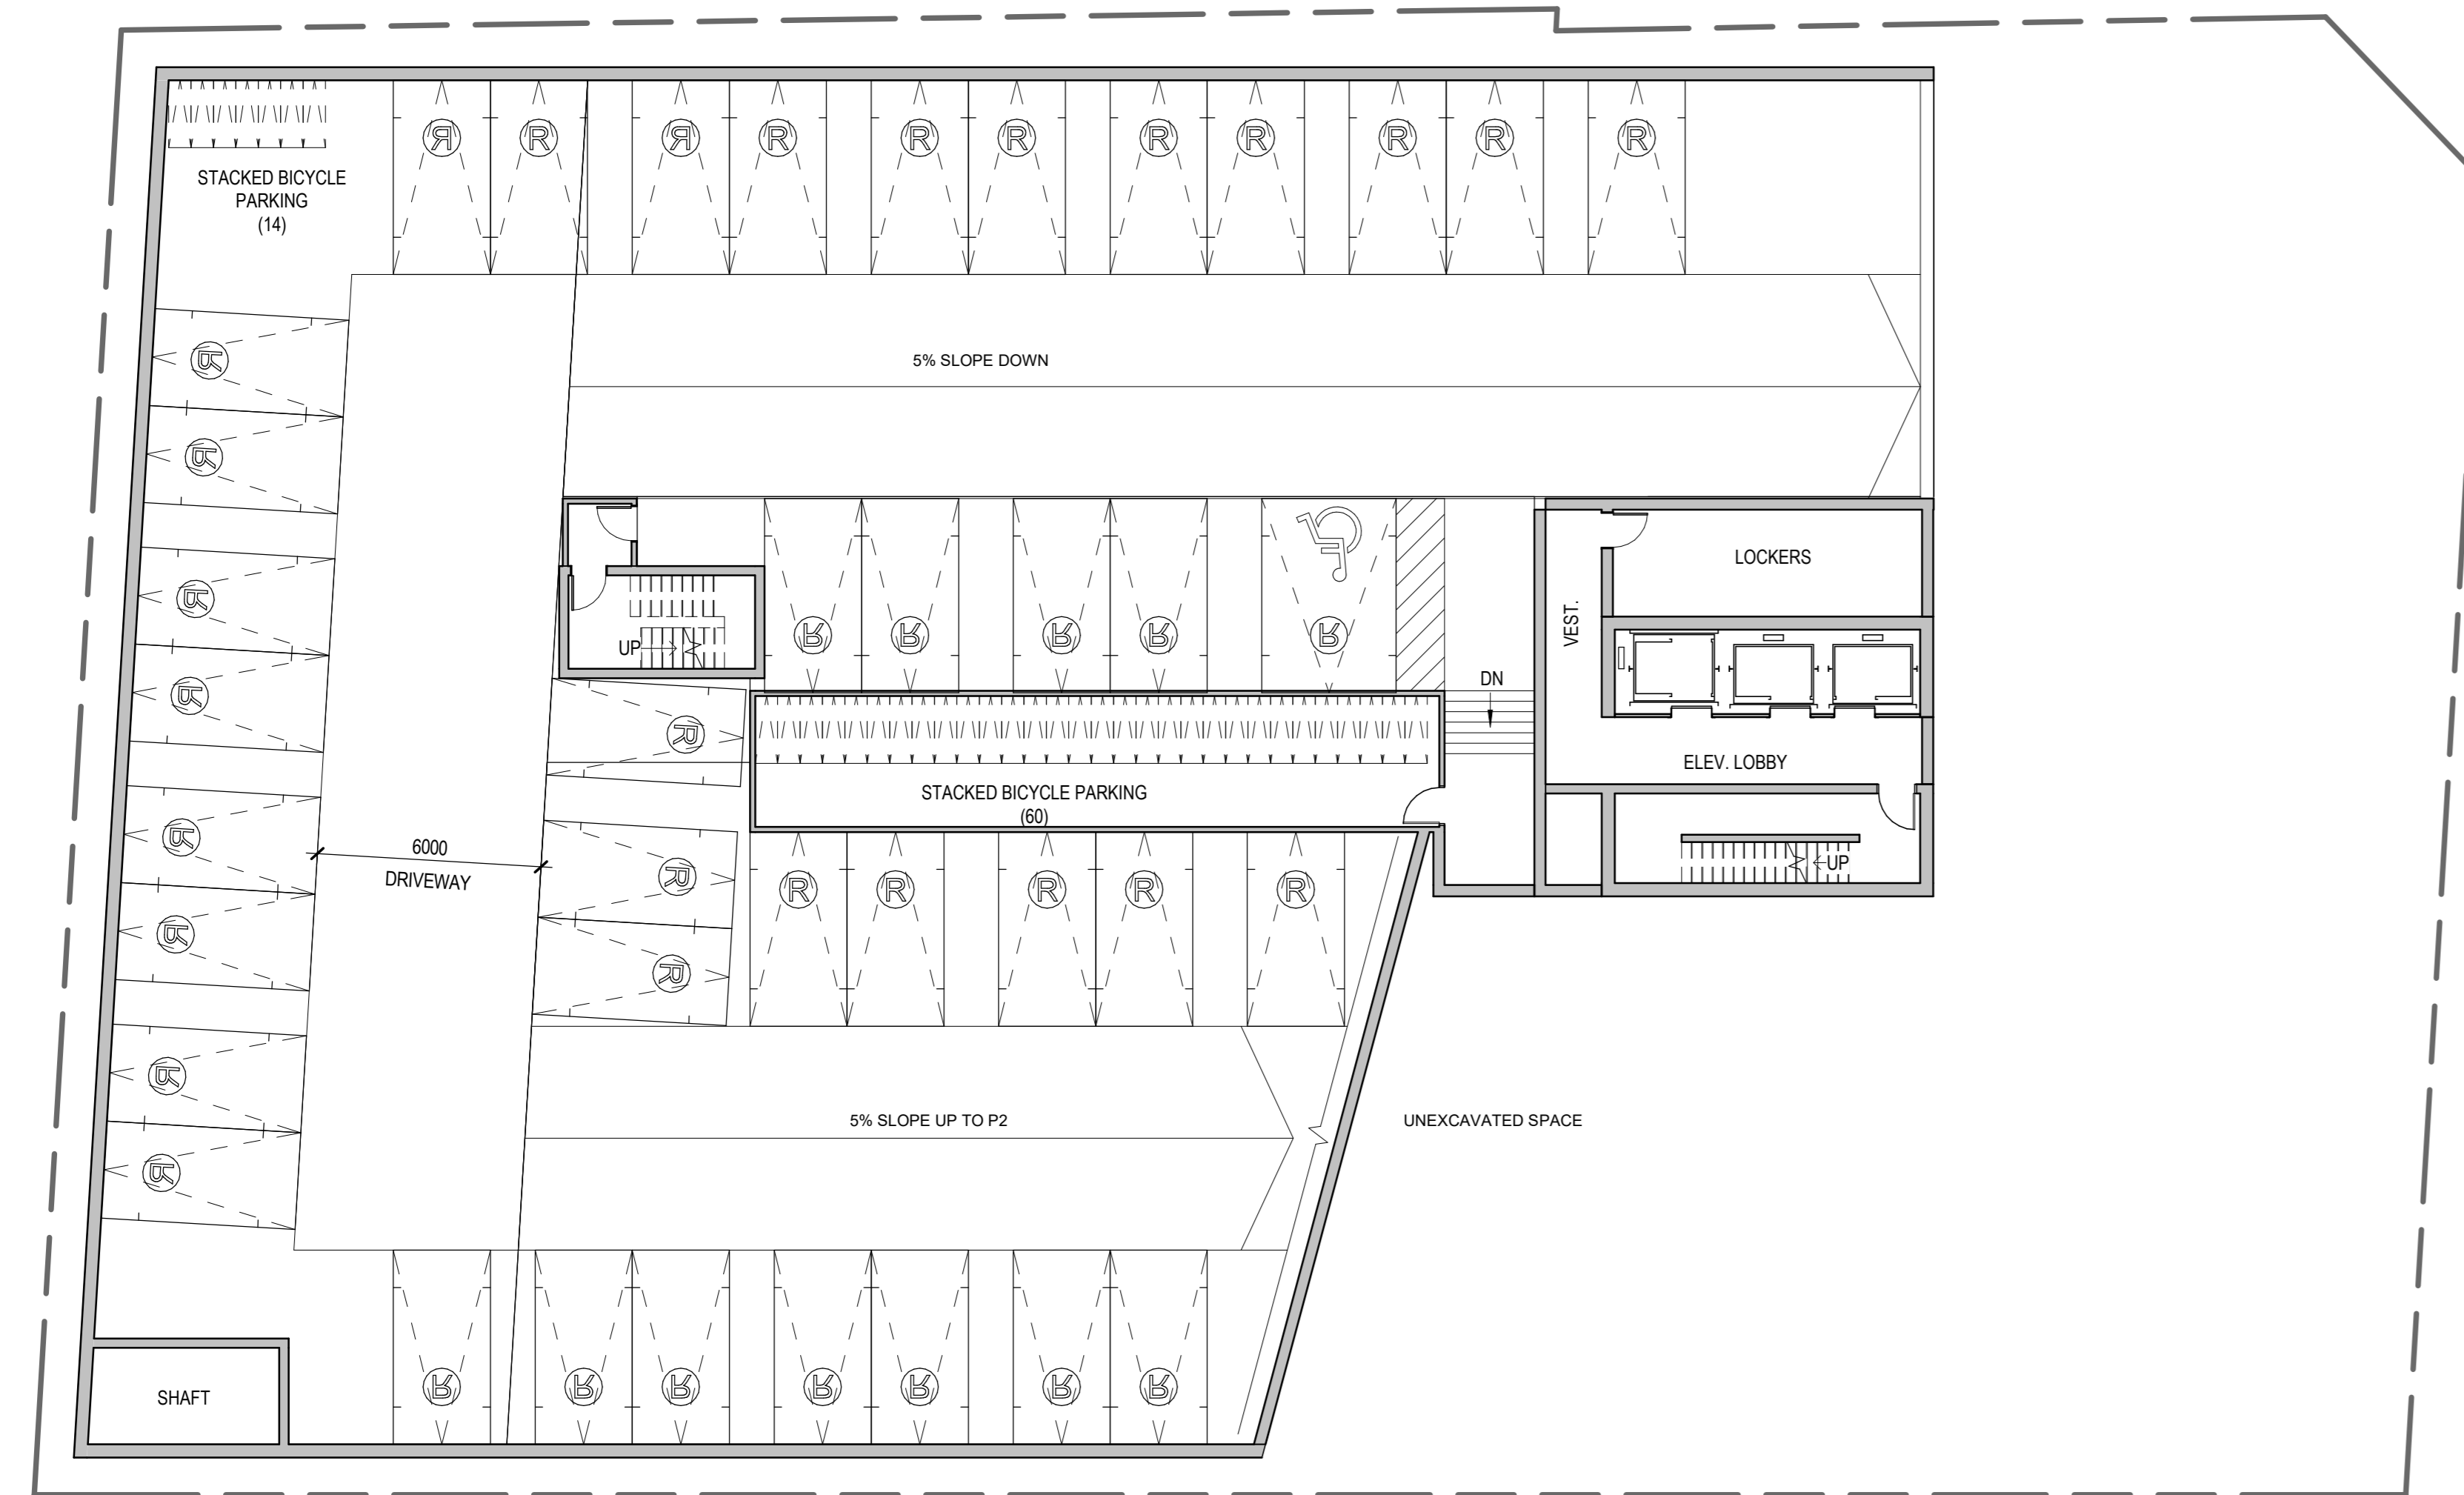 R R R R R R R R R R R
STACKED BICYCLE
PARKING
(14)
R
5% SLOPE DOWN
R
LOCKERS
R
VEST.
R R R R R
UP
DN
R
R
ELEV. LOBBY
STACKED BICYCLE PARKING
(60)
R
6000
DRIVEWAY
UP
R
R R R R R
R
R
R
5% SLOPE UP TO P2
UNEXCAVATED SPACE
R
R
R R R R R R R
SHAFT